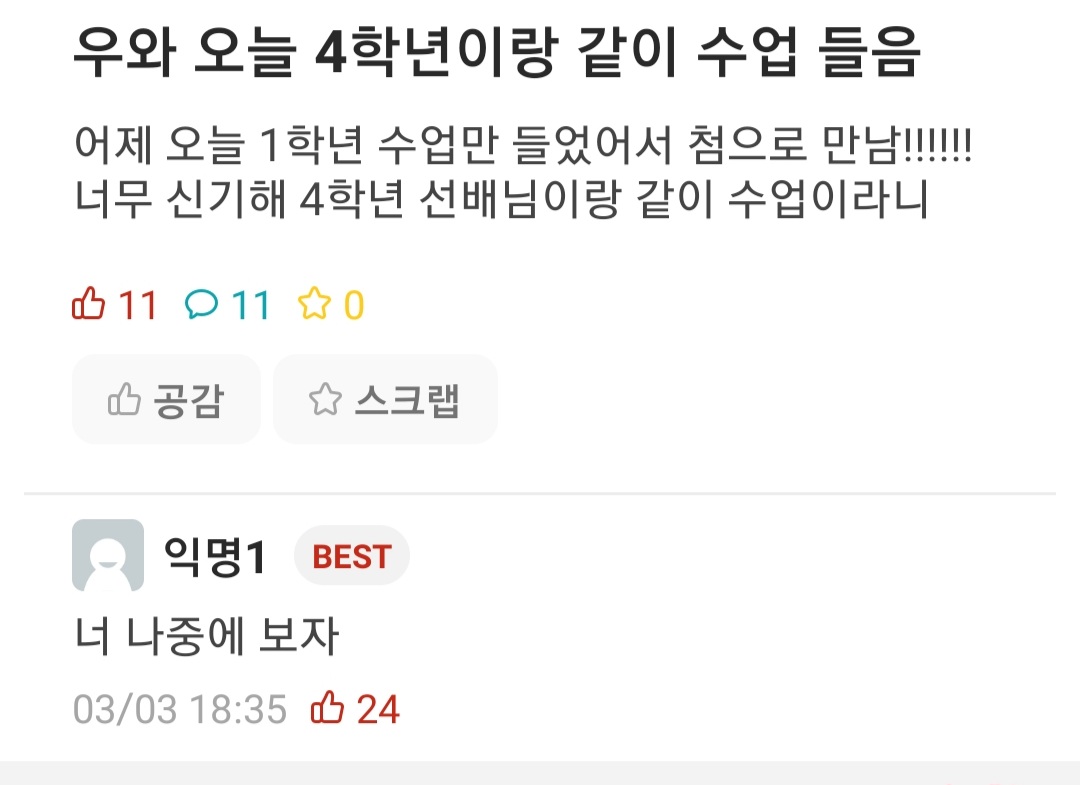 우와 오늘 4학년이랑 같이 수업 들음
어제 오늘 1학년 수업만 들었어서 첨으로 만남!!!!!!
너무 신기해 4학년 선배님이랑 같이 수업이라니
11 11 0
공감 스크랩
익명1 BEST
너 나중에 보자
03/03 18:35 24